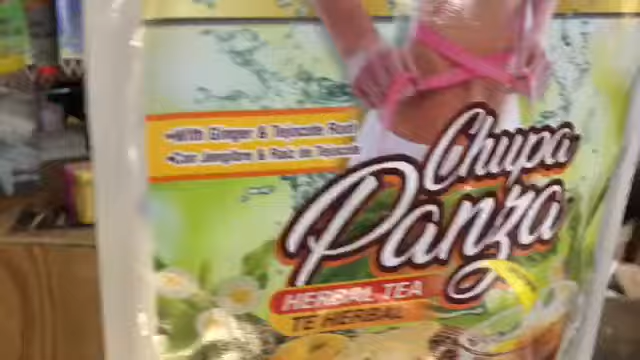 •With Ginger & Tejocote Root
•Con Jengibre & Raiz de Tejocote
Chupa
Panza
HERBAL TEA
TE HERBAL